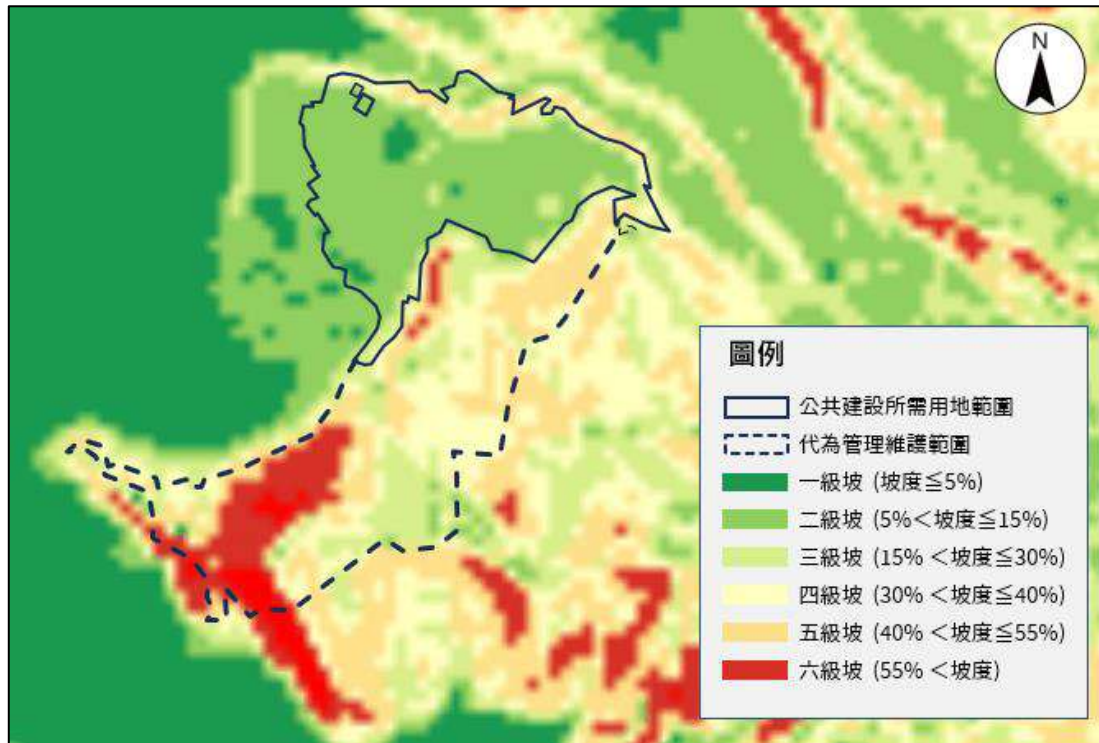 N
圖例
公共建設所需用地範圍
代為管理維護範圍
一級坡 (坡度≦5%)
二級坡 (5%＜坡度≦15%)
三級坡 (15% ＜坡度≦30%)
四級坡 (30% ＜坡度≦40%)
五級坡 (40% ＜坡度≦55%)
六級坡 (55% ＜坡度)